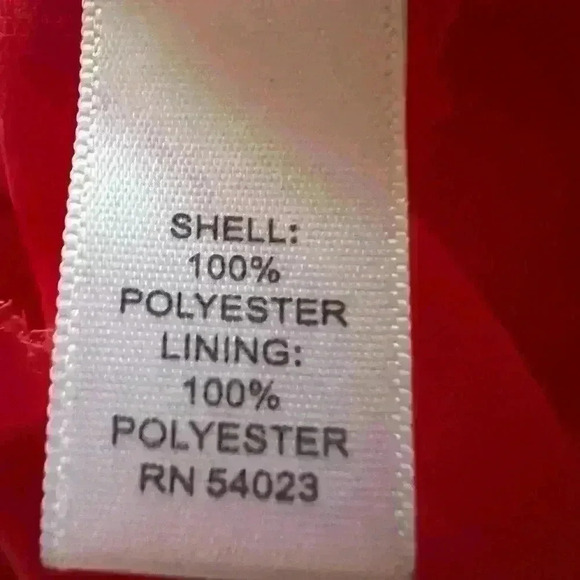 SHELL:
100%
POLYESTER
LINING:
100%
POLYESTER
RN 54023